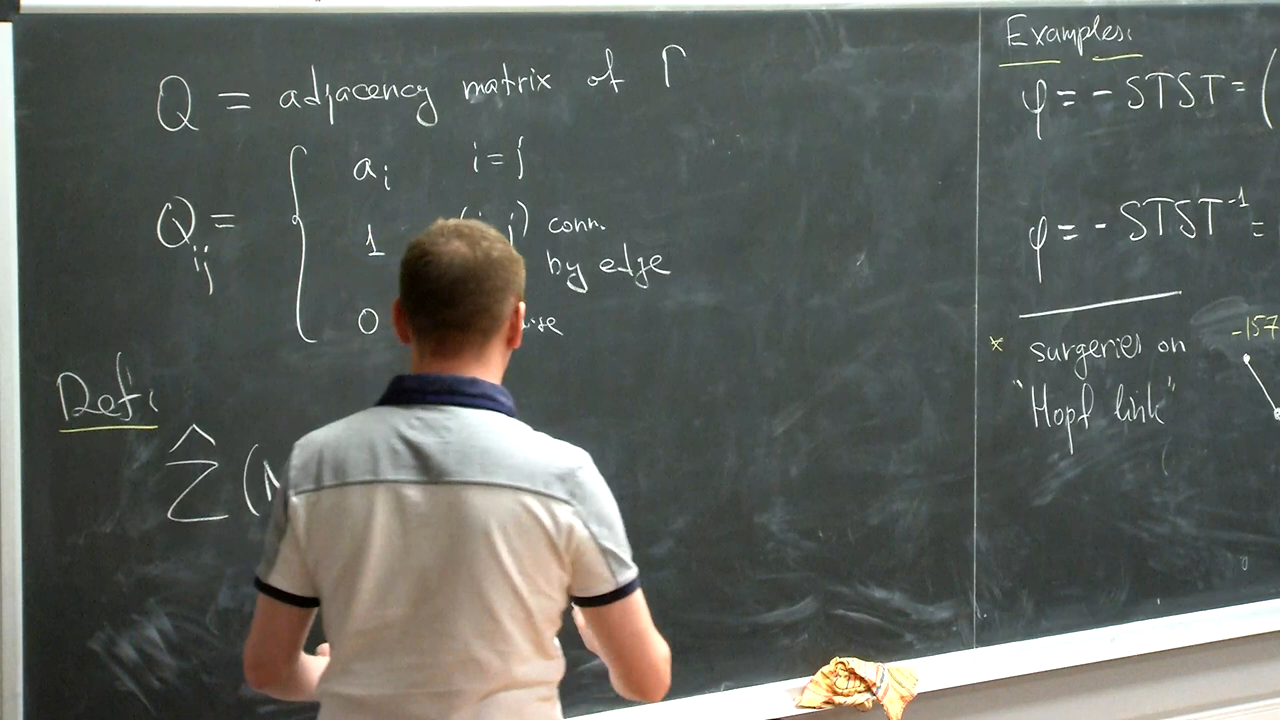 Q = adjacency matrix of Γ
Q_ij = { a_i i = j
1 (i, j) conn.
by edge
0
Def:
Ẑ (
Examples:
φ = - STST = (
φ = - STST⁻¹ =
* surgeries on
"Hopf link"
-157